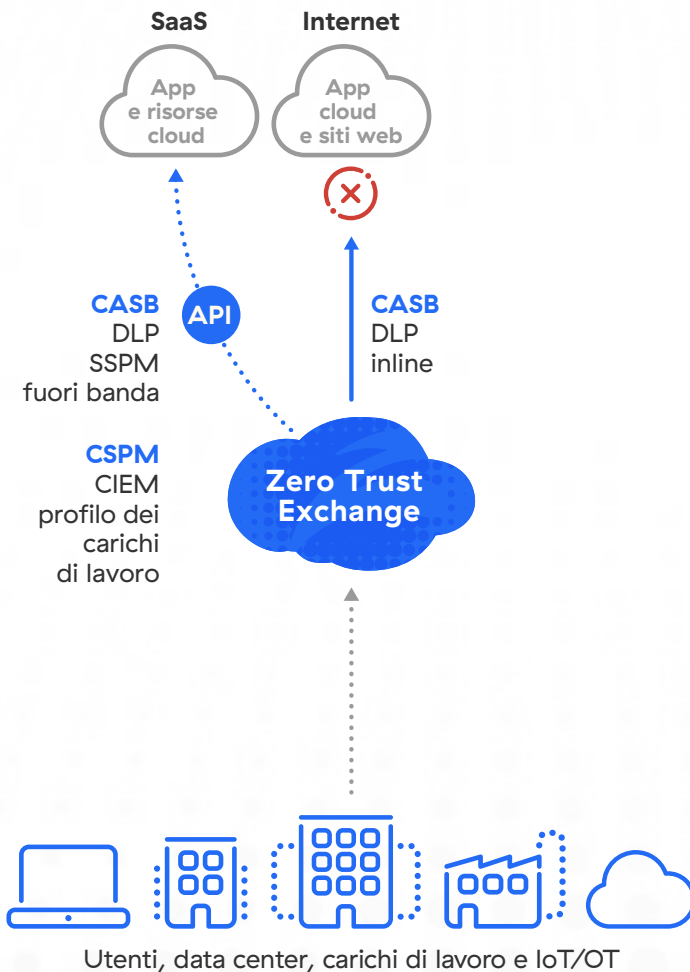 SaaS
Internet
App
e risorse
cloud
App
cloud
e siti web
CASB
DLP
SSPM
fuori banda
API
CASB
DLP
inline
CSPM
CIEM
profilo dei
carichi
di lavoro
Zero Trust
Exchange
Utenti, data center, carichi di lavoro e IoT/OT